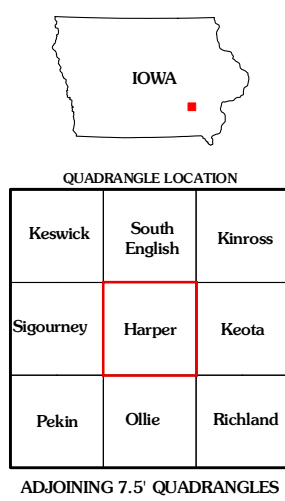 IOWA
QUADRANGLE LOCATION
Keswick
South
English
Kinross
Sigourney
Harper
Keota
Pekin
Ollie
Richland
ADJOINING 7.5' QUADRANGLES